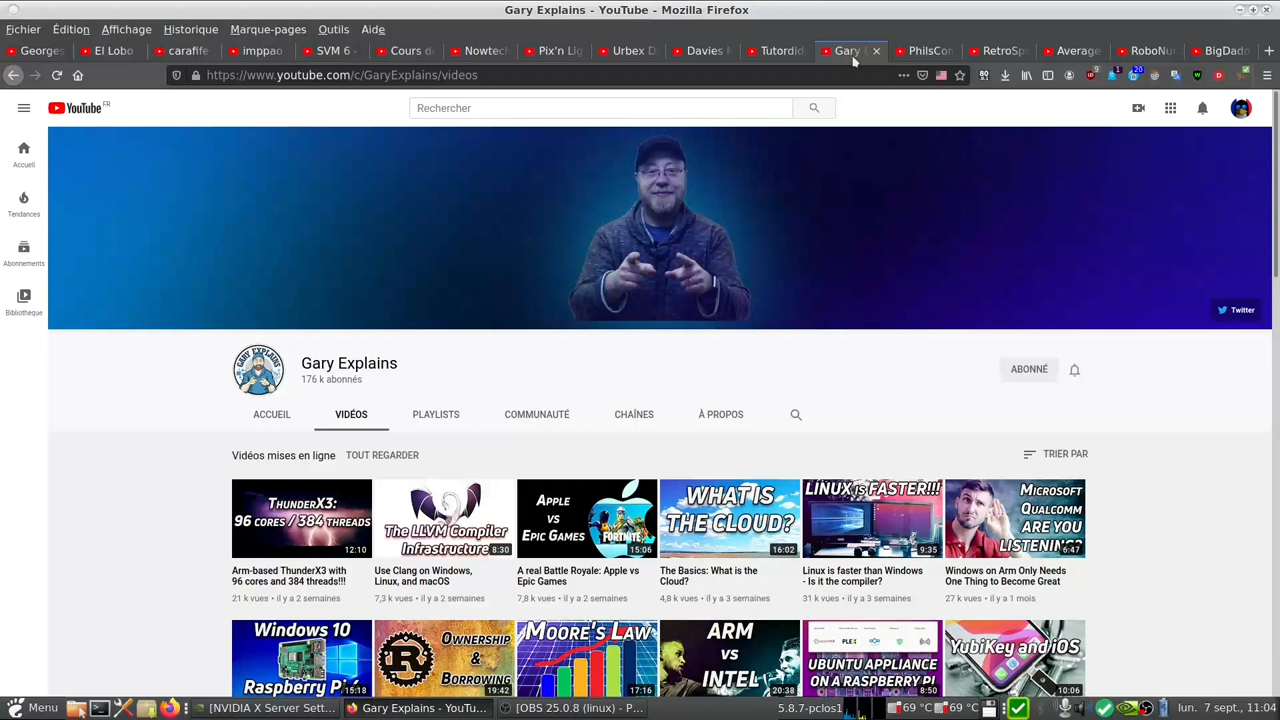 Gary Explains - YouTube - Mozilla Firefox
Fichier Édition Affichage Historique Marque-pages Outils Aide
Georges El Lobo carafife imppao SVM 6 - Cours d Nowtech Pix'n Lig Urbex D Davies Tutordid Gary PhilsCon RetroSp Average RoboNu BigDad
https://www.youtube.com/c/GaryExplains/videos
YouTube FR
Rechercher
Accueil
Tendances
Abonnements
Bibliothèque
Twitter
GARY EXPLAINS
Gary Explains
176 k abonnés
ABONNÉ
ACCUEIL VIDÉOS PLAYLISTS COMMUNAUTÉ CHAÎNES À PROPOS
Vidéos mises en ligne TOUT REGARDER TRIER PAR
THUNDERX3:
96 CORES / 384 THREADS
12:10
Arm-based ThunderX3 with
96 cores and 384 threads!!!
21 k vues • il y a 2 semaines
The LLVM Compiler
Infrastructure
8:30
Use Clang on Windows,
Linux, and macOS
7,3 k vues • il y a 2 semaines
APPLE
VS
EPIC GAMES
FORTNITE
15:06
A real Battle Royale: Apple vs
Epic Games
7,8 k vues • il y a 2 semaines
WHAT IS
THE CLOUD?
16:02
The Basics: What is the
Cloud?
4,8 k vues • il y a 3 semaines
LINUX is FASTER!!!
9:35
Linux is faster than Windows
- Is it the compiler?
31 k vues • il y a 3 semaines
MICROSOFT
QUALCOMM
ARE YOU
LISTENING?
6:47
Windows on Arm Only Needs
One Thing to Become Great
27 k vues • il y a 1 mois
Windows 10
Raspberry Pi
15:18
OWNERSHIP
&
BORROWING
19:42
MOORE'S LAW
17:16
ARM
VS
INTEL
20:38
PLEX
UBUNTU APPLIANCE
ON A RASPBERRY PI
8:50
YubiKey and iOS
10:06
Menu [NVIDIA X Server Sett... Gary Explains - YouTu... [OBS 25.0.8 (linux) - P... 5.8.7-pclos1 69 °C 69 °C lun. 7 sept., 11:04